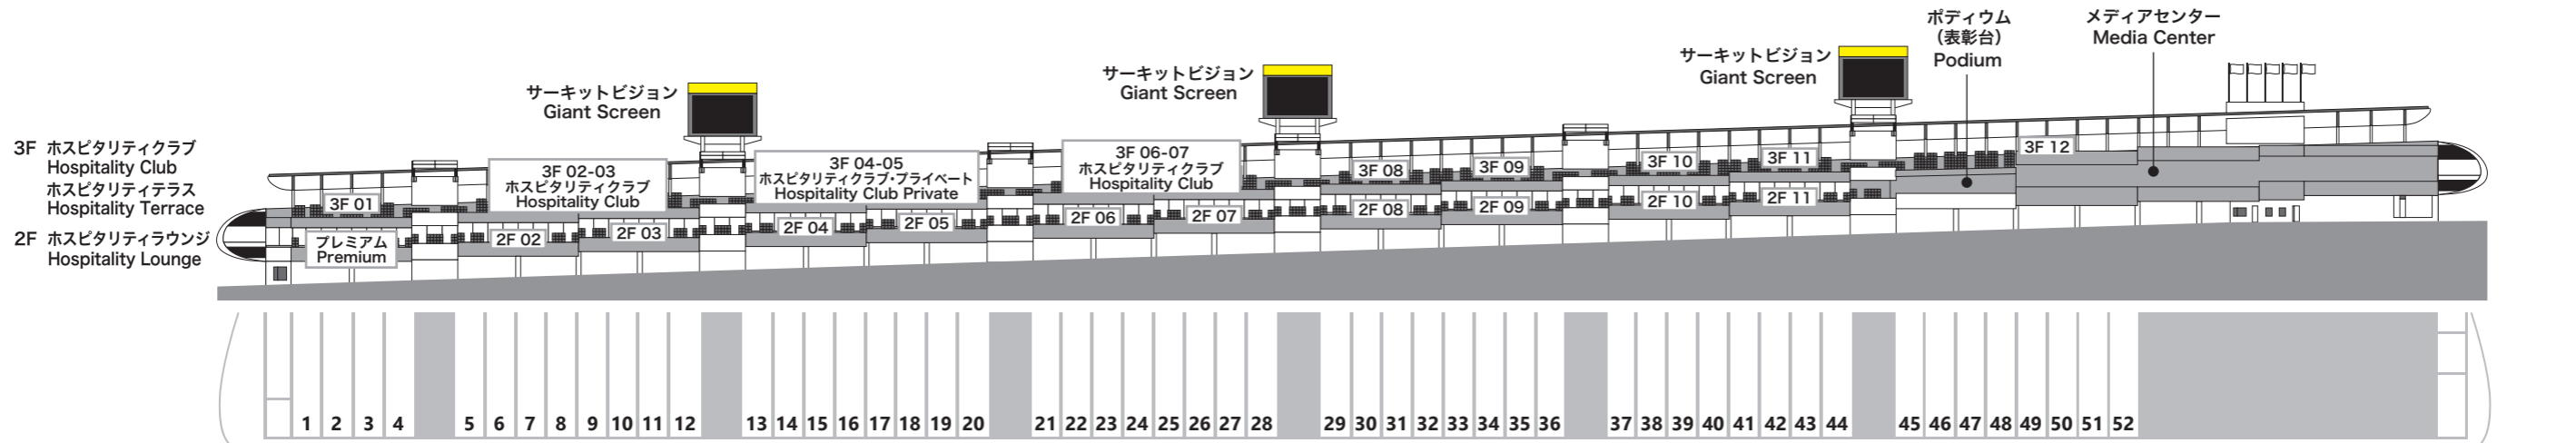 ポディウム
（表彰台）
Podium
メディアセンター
Media Center
サーキットビジョン
Giant Screen
サーキットビジョン
Giant Screen
サーキットビジョン
Giant Screen
3F ホスピタリティクラブ
Hospitality Club
ホスピタリティテラス
Hospitality Terrace
2F ホスピタリティラウンジ
Hospitality Lounge
3F 01
3F 02-03
ホスピタリティクラブ
Hospitality Club
3F 04-05
ホスピタリティクラブ・プライベート
Hospitality Club Private
3F 06-07
ホスピタリティクラブ
Hospitality Club
3F 08
3F 09
3F 10
3F 11
3F 12
プレミアム
Premium
2F 02
2F 03
2F 04
2F 05
2F 06
2F 07
2F 08
2F 09
2F 10
2F 11
1 2 3 4 5 6 7 8 9 10 11 12 13 14 15 16 17 18 19 20 21 22 23 24 25 26 27 28 29 30 31 32 33 34 35 36 37 38 39 40 41 42 43 44 45 46 47 48 49 50 51 52